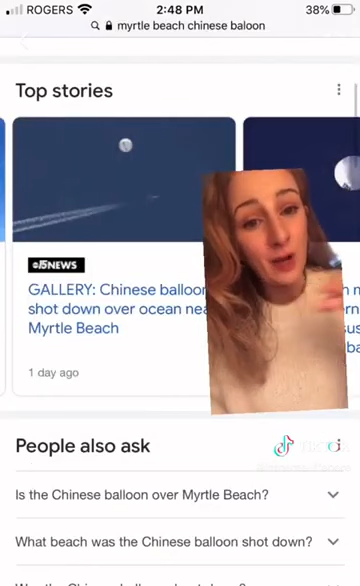 ROGERS 2:48 PM 38%
myrtle beach chinese baloon
Top stories
15NEWS
GALLERY: Chinese balloon
shot down over ocean nea
Myrtle Beach
1 day ago
People also ask
Is the Chinese balloon over Myrtle Beach?
What beach was the Chinese balloon shot down?